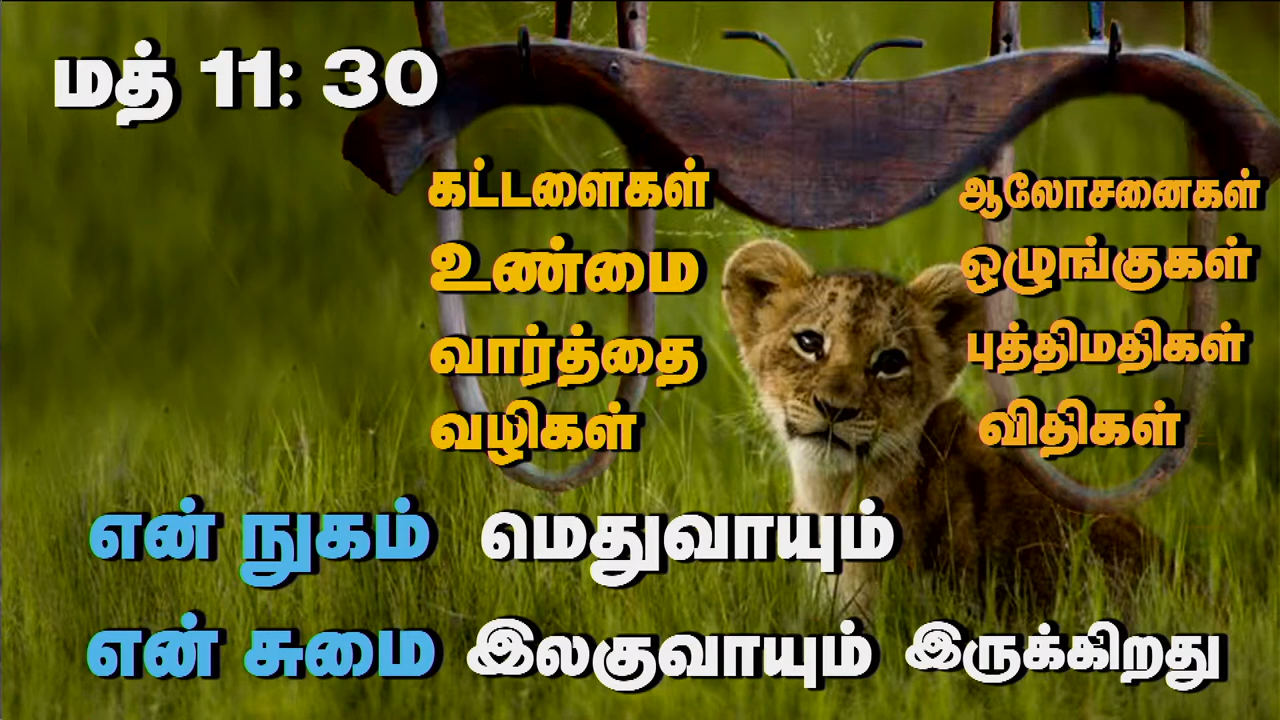 மத் 11: 30
கட்டளைகள்
உண்மை
வார்த்தை
வழிகள்
ஆலோசனைகள்
ஒழுங்குகள்
புத்திமதிகள்
விதிகள்
என் நுகம் மெதுவாயும்
என் சுமை இலகுவாயும் இருக்கிறது